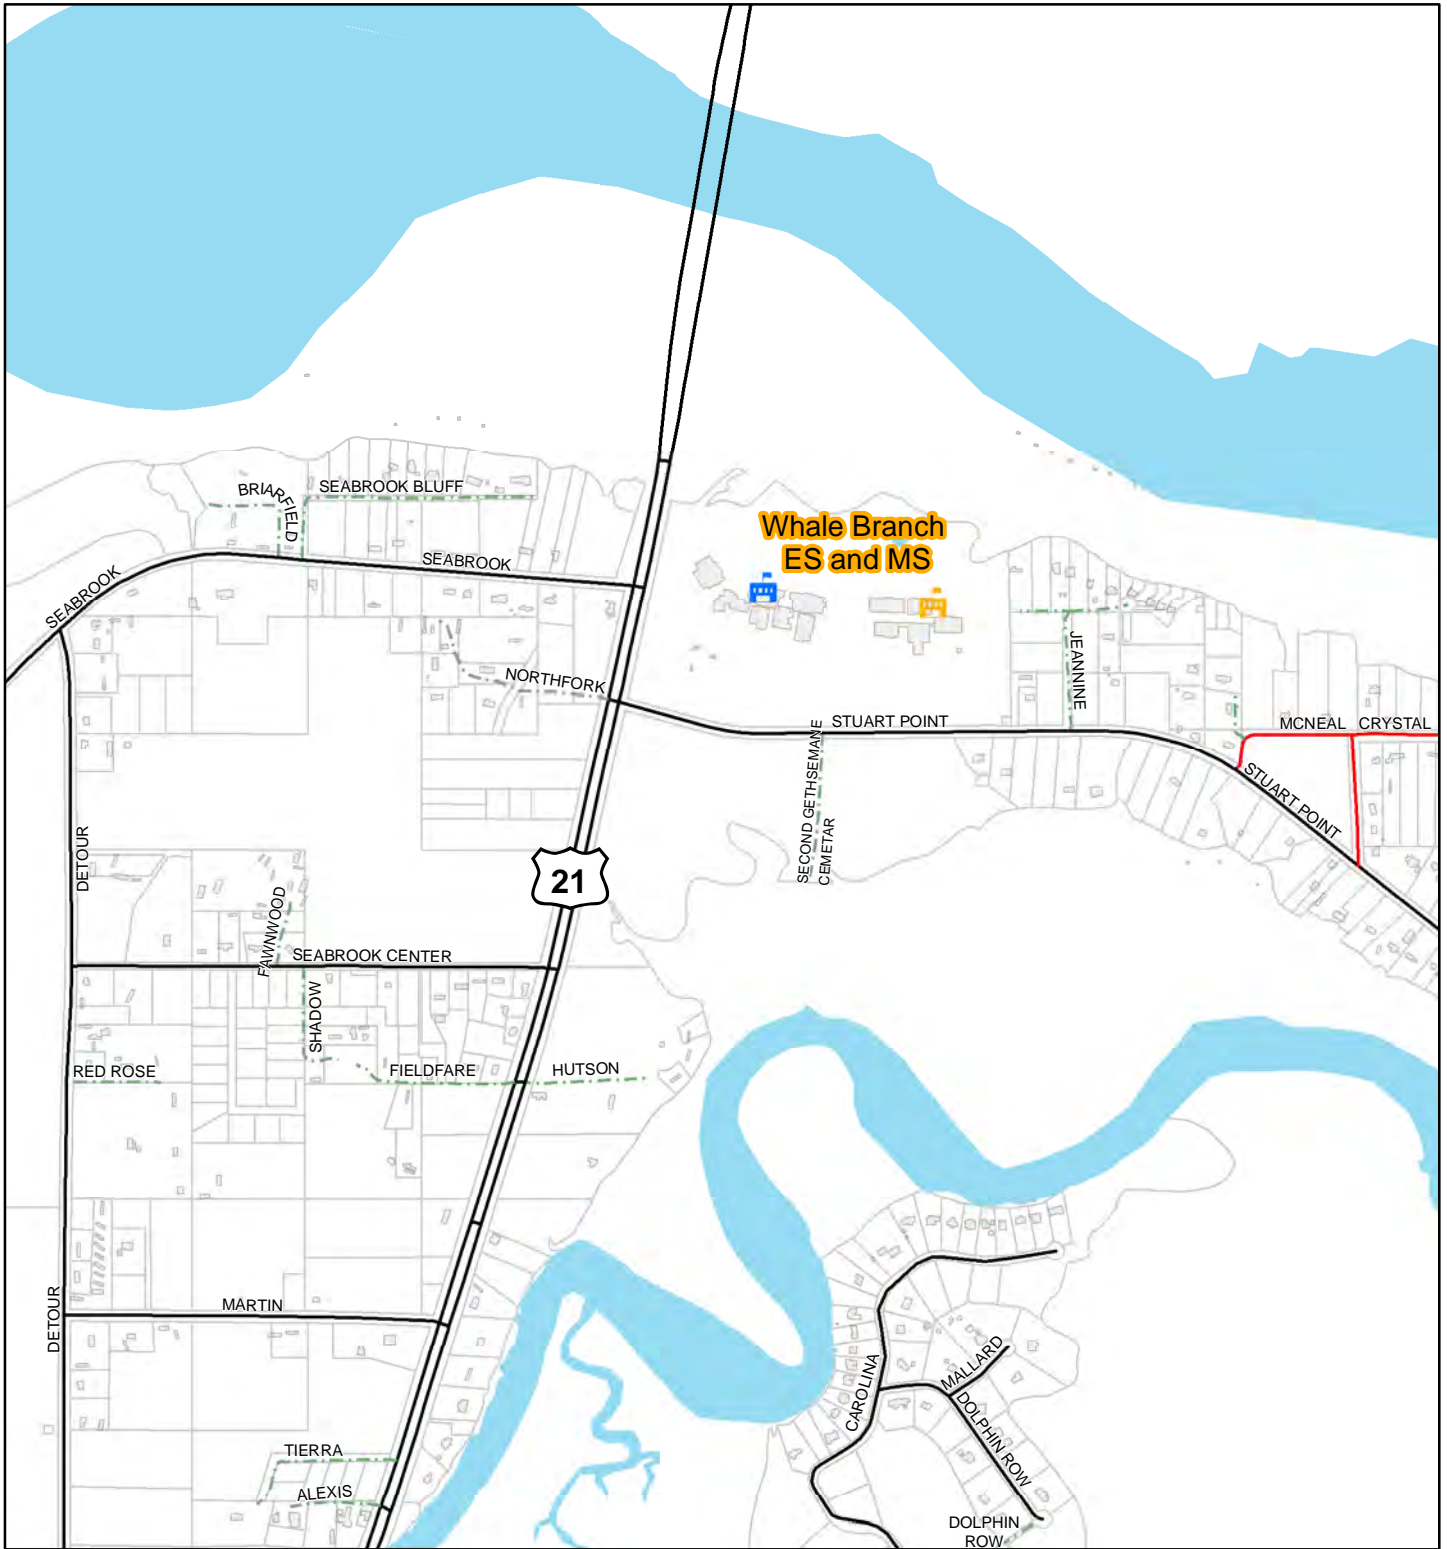 BRIARFIELD
SEABROOK BLUFF
Whale Branch
ES and MS
SEABROOK
SEABROOK
JEANNINE
NORTHFORK
STUART POINT
MCNEAL
CRYSTAL
SECOND GETHSEMANE
CEMETAR
STUART POINT
DETOUR
21
FAWNWOOD
SEABROOK CENTER
SHADOW
RED ROSE
FIELDFARE
HUTSON
DETOUR
MARTIN
CAROLINA
MALLARD
DOLPHIN ROW
TIERRA
ALEXIS
DOLPHIN
ROW